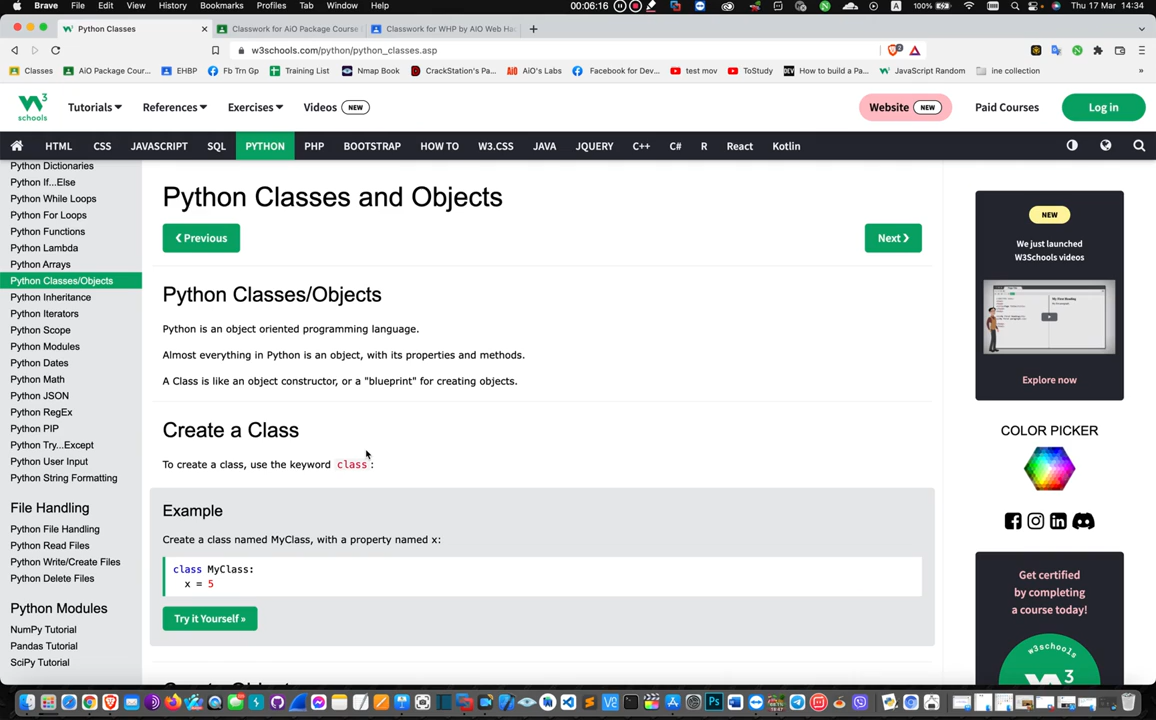 Brave File Edit View History Bookmarks Profiles Tab Window Help 00:06:16 100% Thu 17 Mar 14:34
Python Classes Classwork for AiO Package Course Classwork for WHP by AIO Web Ha
w3schools.com/python/python_classes.asp
Classes AiO Package Cour... EHBP Fb Trn Gp Training List Nmap Book CrackStation's Pa... AiO's Labs Facebook for Dev... test mov ToStudy How to build a Pa... JavaScript Random ine collection
W3 schools
Tutorials References Exercises Videos NEW Website NEW Paid Courses Log in
HTML CSS JAVASCRIPT SQL PYTHON PHP BOOTSTRAP HOW TO W3.CSS JAVA JQUERY C++ C# R React Kotlin
Python Dictionaries
Python If...Else
Python While Loops
Python For Loops
Python Functions
Python Lambda
Python Arrays
Python Classes/Objects
Python Inheritance
Python Iterators
Python Scope
Python Modules
Python Dates
Python Math
Python JSON
Python RegEx
Python PIP
Python Try...Except
Python User Input
Python String Formatting
File Handling
Python File Handling
Python Read Files
Python Write/Create Files
Python Delete Files
Python Modules
NumPy Tutorial
Pandas Tutorial
SciPy Tutorial
Python Classes and Objects
❮ Previous
Next ❯
Python Classes/Objects
Python is an object oriented programming language.
Almost everything in Python is an object, with its properties and methods.
A Class is like an object constructor, or a "blueprint" for creating objects.
Create a Class
To create a class, use the keyword class:
Example
Create a class named MyClass, with a property named x:
class MyClass:
x = 5
Try it Yourself »
NEW
We just launched
W3Schools videos
Explore now
COLOR PICKER
Get certified
by completing
a course today!
w3schools